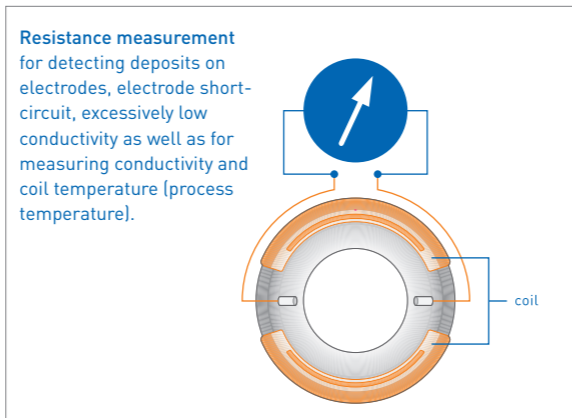 Resistance measurement
for detecting deposits on
electrodes, electrode short-
circuit, excessively low
conductivity as well as for
measuring conductivity and
coil temperature (process
temperature).
coil